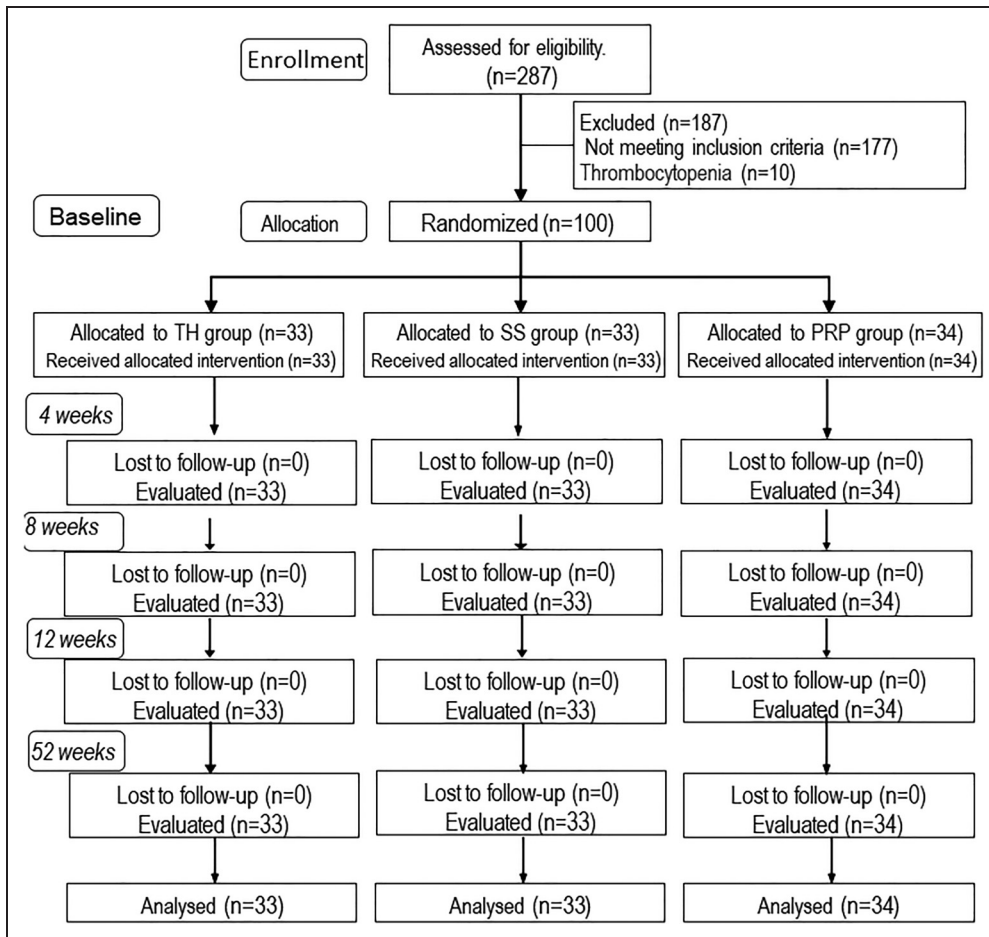 Enrollment
Assessed for eligibility.
(n=287)
Excluded (n=187)
Not meeting inclusion criteria (n=177)
Thrombocytopenia (n=10)
Baseline
Allocation
Randomized (n=100)
Allocated to TH group (n=33)
Received allocated intervention (n=33)
Allocated to SS group (n=33)
Received allocated intervention (n=33)
Allocated to PRP group (n=34)
Received allocated intervention (n=34)
4 weeks
Lost to follow-up (n=0)
Evaluated (n=33)
Lost to follow-up (n=0)
Evaluated (n=33)
Lost to follow-up (n=0)
Evaluated (n=34)
8 weeks
Lost to follow-up (n=0)
Evaluated (n=33)
Lost to follow-up (n=0)
Evaluated (n=33)
Lost to follow-up (n=0)
Evaluated (n=34)
12 weeks
Lost to follow-up (n=0)
Evaluated (n=33)
Lost to follow-up (n=0)
Evaluated (n=33)
Lost to follow-up (n=0)
Evaluated (n=34)
52 weeks
Lost to follow-up (n=0)
Evaluated (n=33)
Lost to follow-up (n=0)
Evaluated (n=33)
Lost to follow-up (n=0)
Evaluated (n=34)
Analysed (n=33)
Analysed (n=33)
Analysed (n=34)